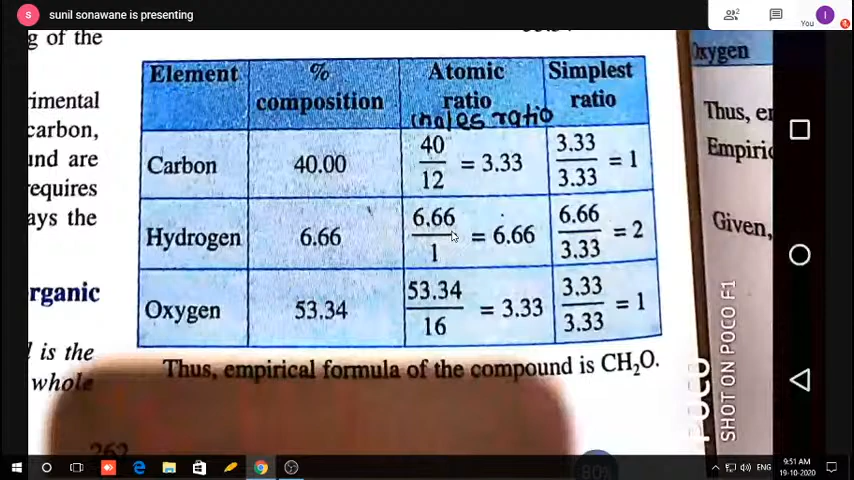 sunil sonawane is presenting
2
You
I
g of the
Oxygen
Element
%
composition
Atomic
ratio
(moles ratio
Simplest
ratio
rimental
carbon,
und are
requires
ays the
Carbon
40.00
40
12
= 3.33
3.33
3.33
= 1
Hydrogen
6.66
6.66
1
= 6.66
6.66
3.33
= 2
Oxygen
53.34
53.34
16
= 3.33
3.33
3.33
= 1
rganic
l is the
whole
Thus, empirical formula of the compound is CH₂O.
Thus, e
Empiric
Given,
SHOT ON POCO F1
POCO
262
80%
ENG
9:51 AM
19-10-2020